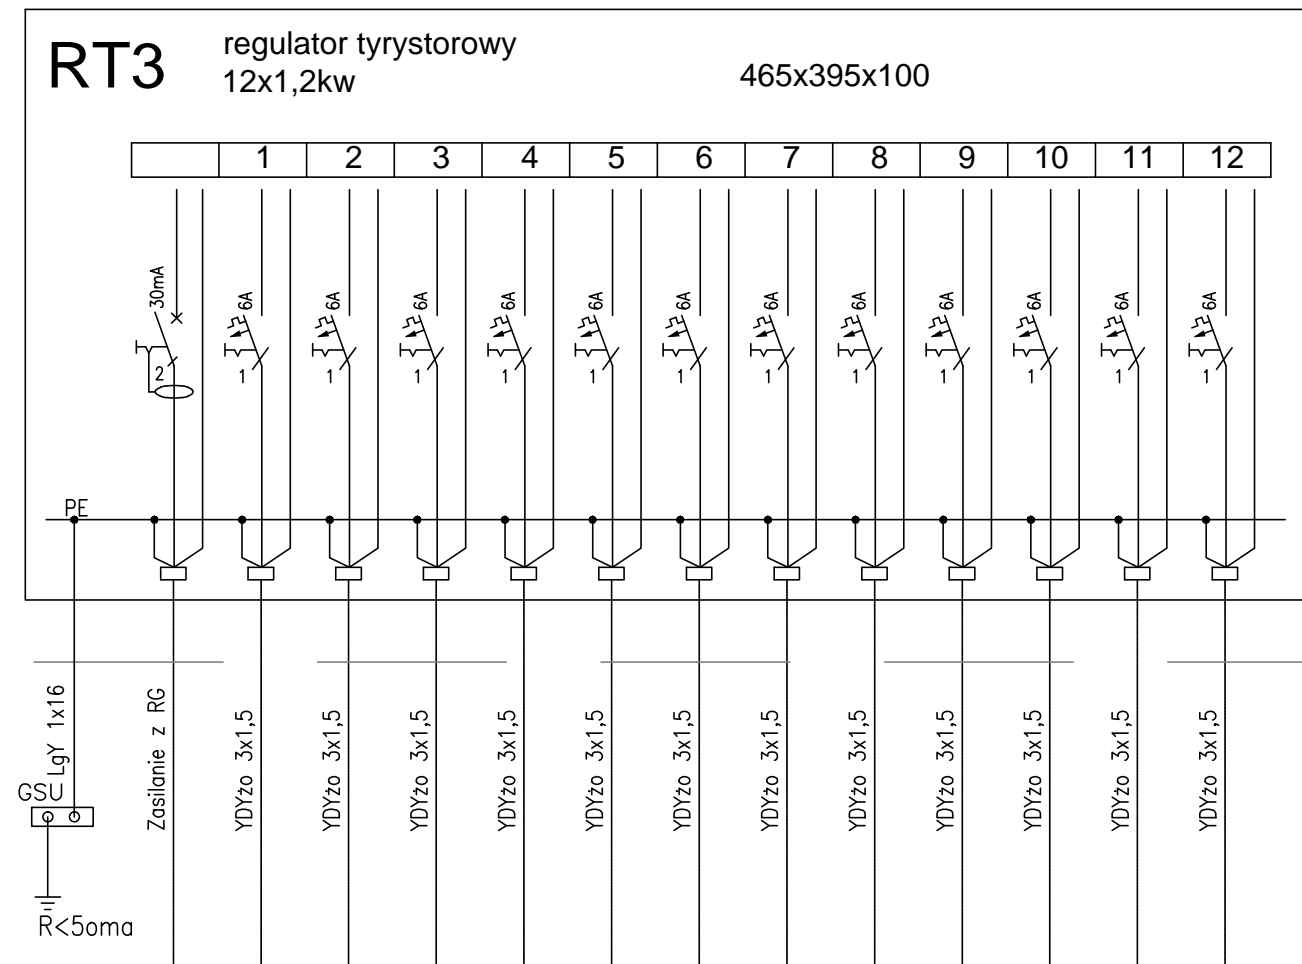 RT3
regulator tyrystorowy
12x1,2kw
465x395x100
1 2 3 4 5 6 7 8 9 10 11 12
30mA 6A 6A 6A 6A 6A 6A 6A 6A 6A 6A 6A 6A
2 1 1 1 1 1 1 1 1 1 1 1 1
PE
LgY 1x16
Zasilanie z RG
YDYżo 3x1,5
YDYżo 3x1,5
YDYżo 3x1,5
YDYżo 3x1,5
YDYżo 3x1,5
YDYżo 3x1,5
YDYżo 3x1,5
YDYżo 3x1,5
YDYżo 3x1,5
YDYżo 3x1,5
YDYżo 3x1,5
YDYżo 3x1,5
GSU
R<5oma